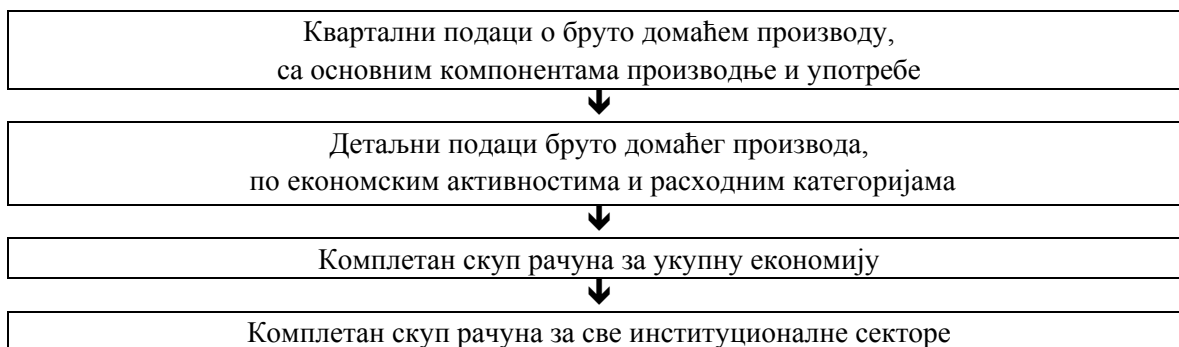 Квартални подаци о бруто домаћем производу,
са основним компонентама производње и употребе
Детаљни подаци бруто домаћег производа,
по економским активностима и расходним категоријама
Комплетан скуп рачуна за укупну економију
Комплетан скуп рачуна за све институционалне секторе